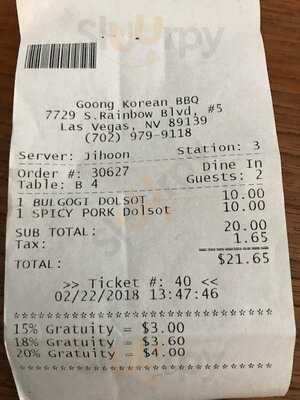 Goong Korean BBQ
7729 S.Rainbow Blvd, #5
Las Vegas, NV 89139
(702) 979-9118
Server: Jihoon Station: 3
Order #: 30627 Dine In
Table: B 4 Guests: 2
1 BULGOGI DOLSOT 10.00
1 SPICY PORK Dolsot 10.00
SUB TOTAL: 20.00
Tax: 1.65
TOTAL: $21.65
>> Ticket #: 40 <<
02/22/2018 13:47:46
15% Gratuity = $3.00
18% Gratuity = $3.60
20% Gratuity = $4.00